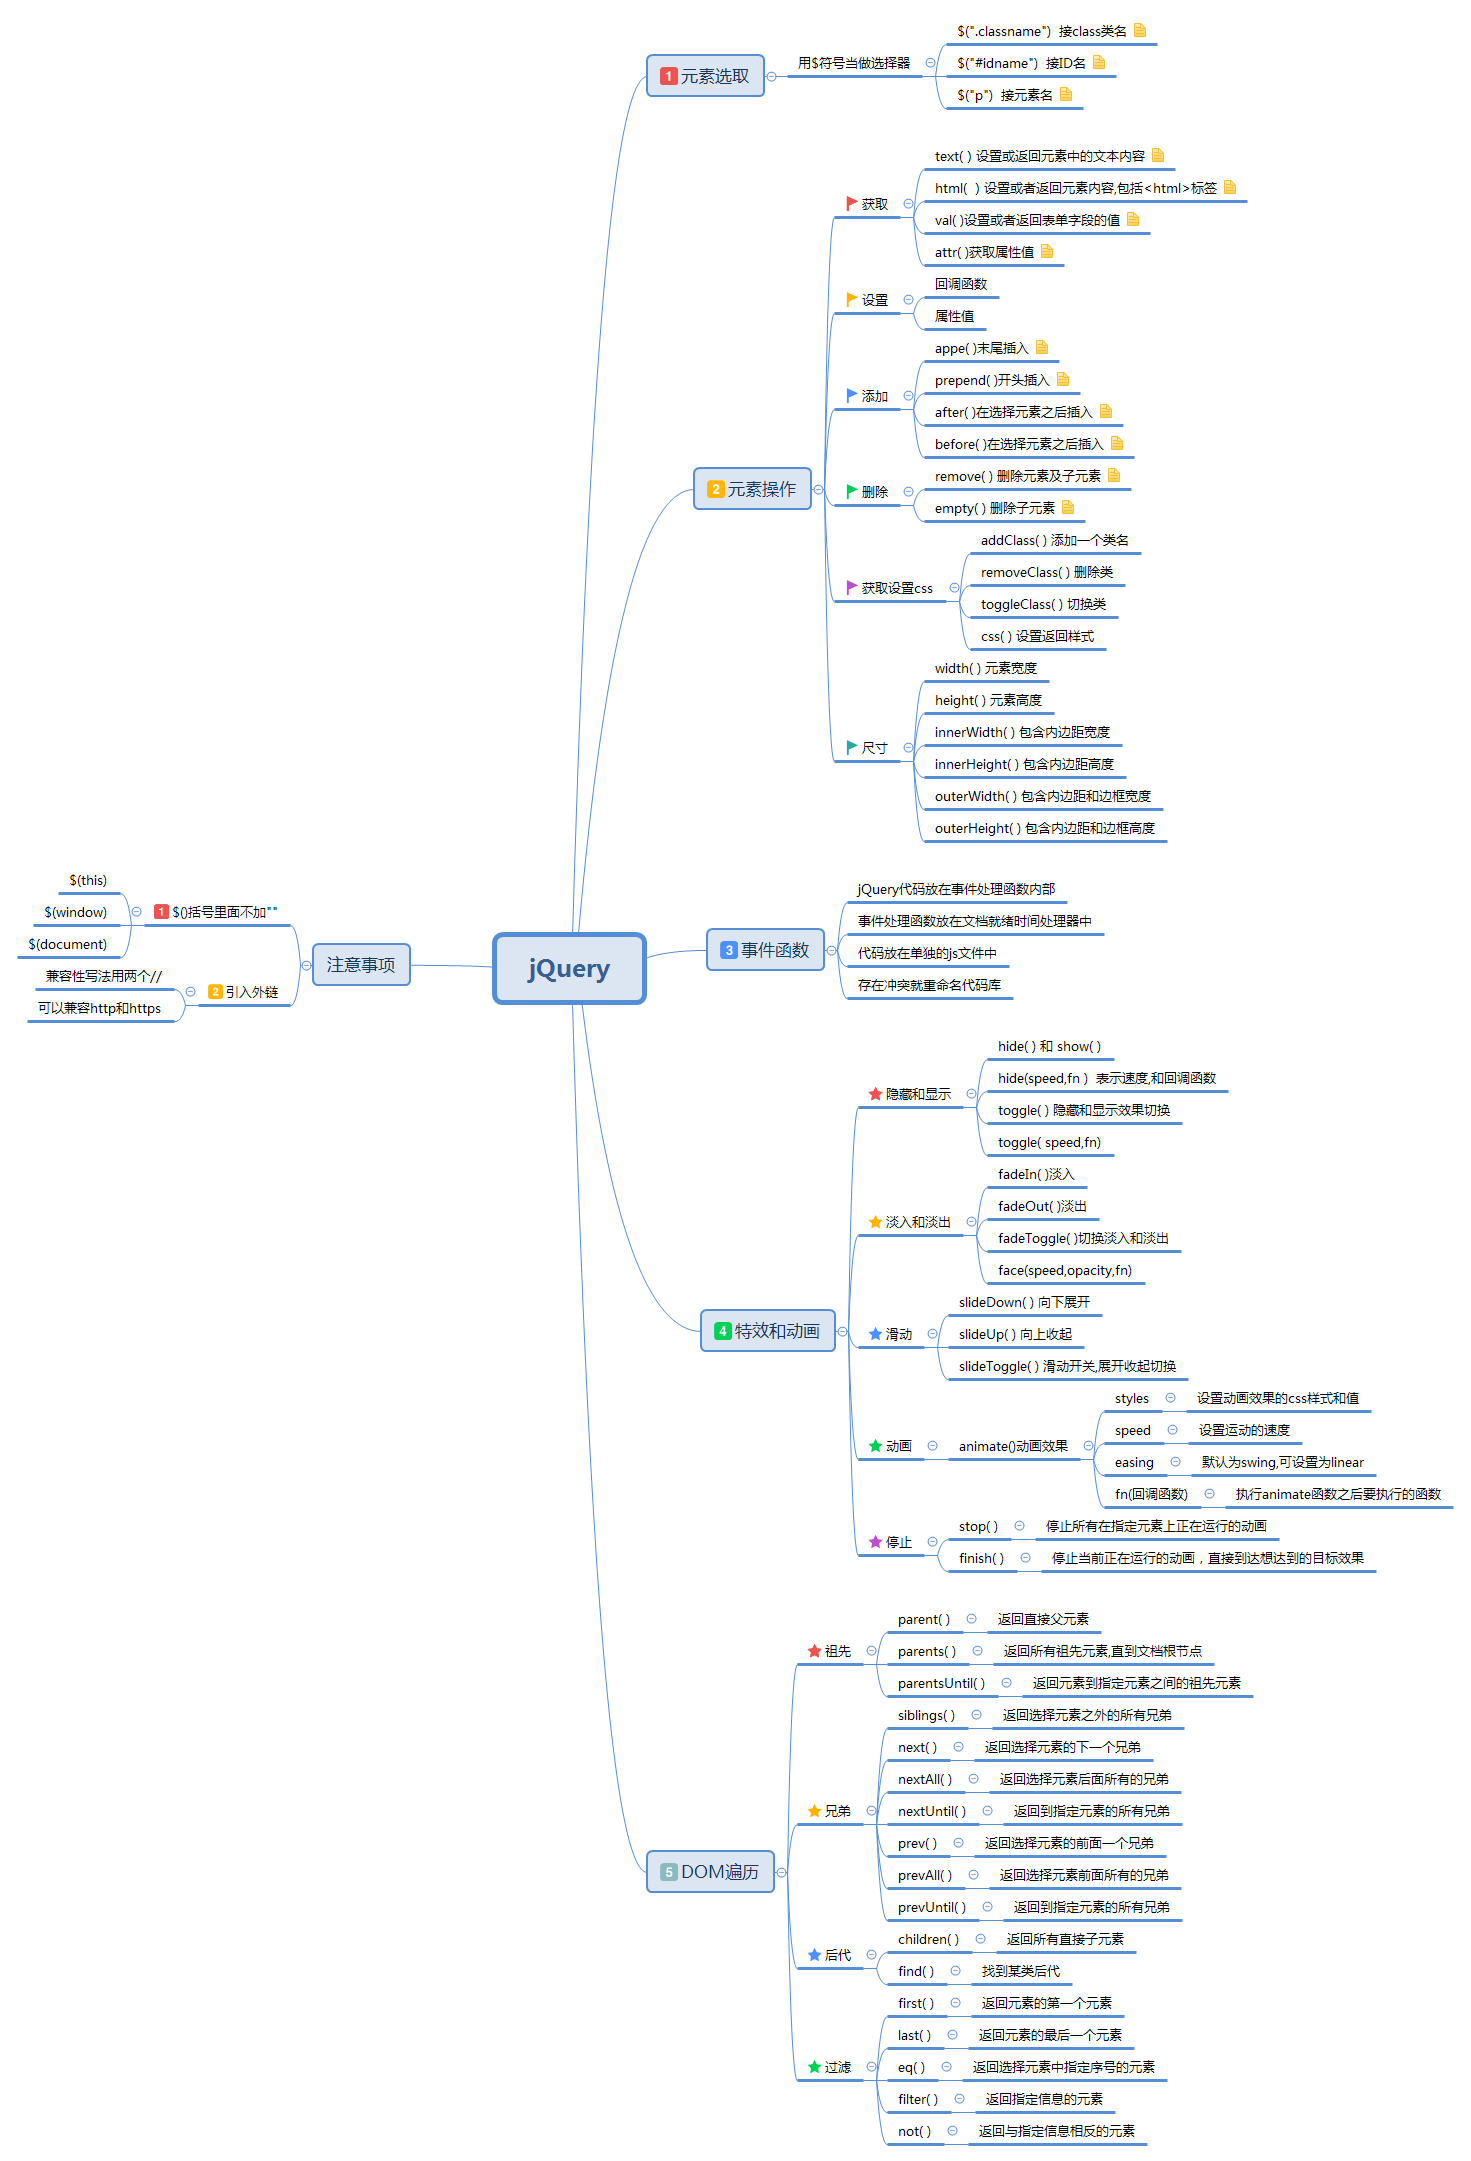 jQuery
元素选取
用$符号当做选择器
$(".classname") 接class类名
$("#idname") 接ID名
$("p") 接元素名
元素操作
获取
text( ) 设置或返回元素中的文本内容
html( ) 设置或者返回元素内容,包括<html>标签
val( )设置或者返回表单字段的值
attr( )获取属性值
设置
回调函数
属性值
添加
appe( )末尾插入
prepend( )开头插入
after( )在选择元素之后插入
before( )在选择元素之后插入
删除
remove( ) 删除元素及子元素
empty( ) 删除子元素
获取设置css
addClass( ) 添加一个类名
removeClass( ) 删除类
toggleClass( ) 切换类
css( ) 设置返回样式
尺寸
width( ) 元素宽度
height( ) 元素高度
innerWidth( ) 包含内边距宽度
innerHeight( ) 包含内边距高度
outerWidth( ) 包含内边距和边框宽度
outerHeight( ) 包含内边距和边框高度
事件函数
jQuery代码放在事件处理函数内部
事件处理函数放在文档就绪时间处理器中
代码放在单独的js文件中
存在冲突就重命名代码库
特效和动画
隐藏和显示
hide( ) 和 show( )
hide(speed,fn ) 表示速度,和回调函数
toggle( ) 隐藏和显示效果切换
toggle( speed,fn)
淡入和淡出
fadeIn( )淡入
fadeOut( )淡出
fadeToggle( )切换淡入和淡出
face(speed,opacity,fn)
滑动
slideDown( ) 向下展开
slideUp( ) 向上收起
slideToggle( ) 滑动开关,展开收起切换
动画
animate()动画效果
styles 设置动画效果的css样式和值
speed 设置运动的速度
easing 默认为swing,可设置为linear
fn(回调函数) 执行animate函数之后要执行的函数
停止
stop( ) 停止所有在指定元素上正在运行的动画
finish( ) 停止当前正在运行的动画，直接到达想达到的目标效果
DOM遍历
祖先
parent( ) 返回直接父元素
parents( ) 返回所有祖先元素,直到文档根节点
parentsUntil( ) 返回元素到指定元素之间的祖先元素
兄弟
siblings( ) 返回选择元素之外的所有兄弟
next( ) 返回选择元素的下一个兄弟
nextAll( ) 返回选择元素后面所有的兄弟
nextUntil( ) 返回到指定元素的所有兄弟
prev( ) 返回选择元素的前面一个兄弟
prevAll( ) 返回选择元素前面所有的兄弟
prevUntil( ) 返回到指定元素的所有兄弟
后代
children( ) 返回所有直接子元素
find( ) 找到某类后代
过滤
first( ) 返回元素的第一个元素
last( ) 返回元素的最后一个元素
eq( ) 返回选择元素中指定序号的元素
filter( ) 返回指定信息的元素
not( ) 返回与指定信息相反的元素
注意事项
$()括号里面不加""
$(this)
$(window)
$(document)
引入外链
兼容性写法用两个//
可以兼容http和https
1
2
3
4
5
1
2